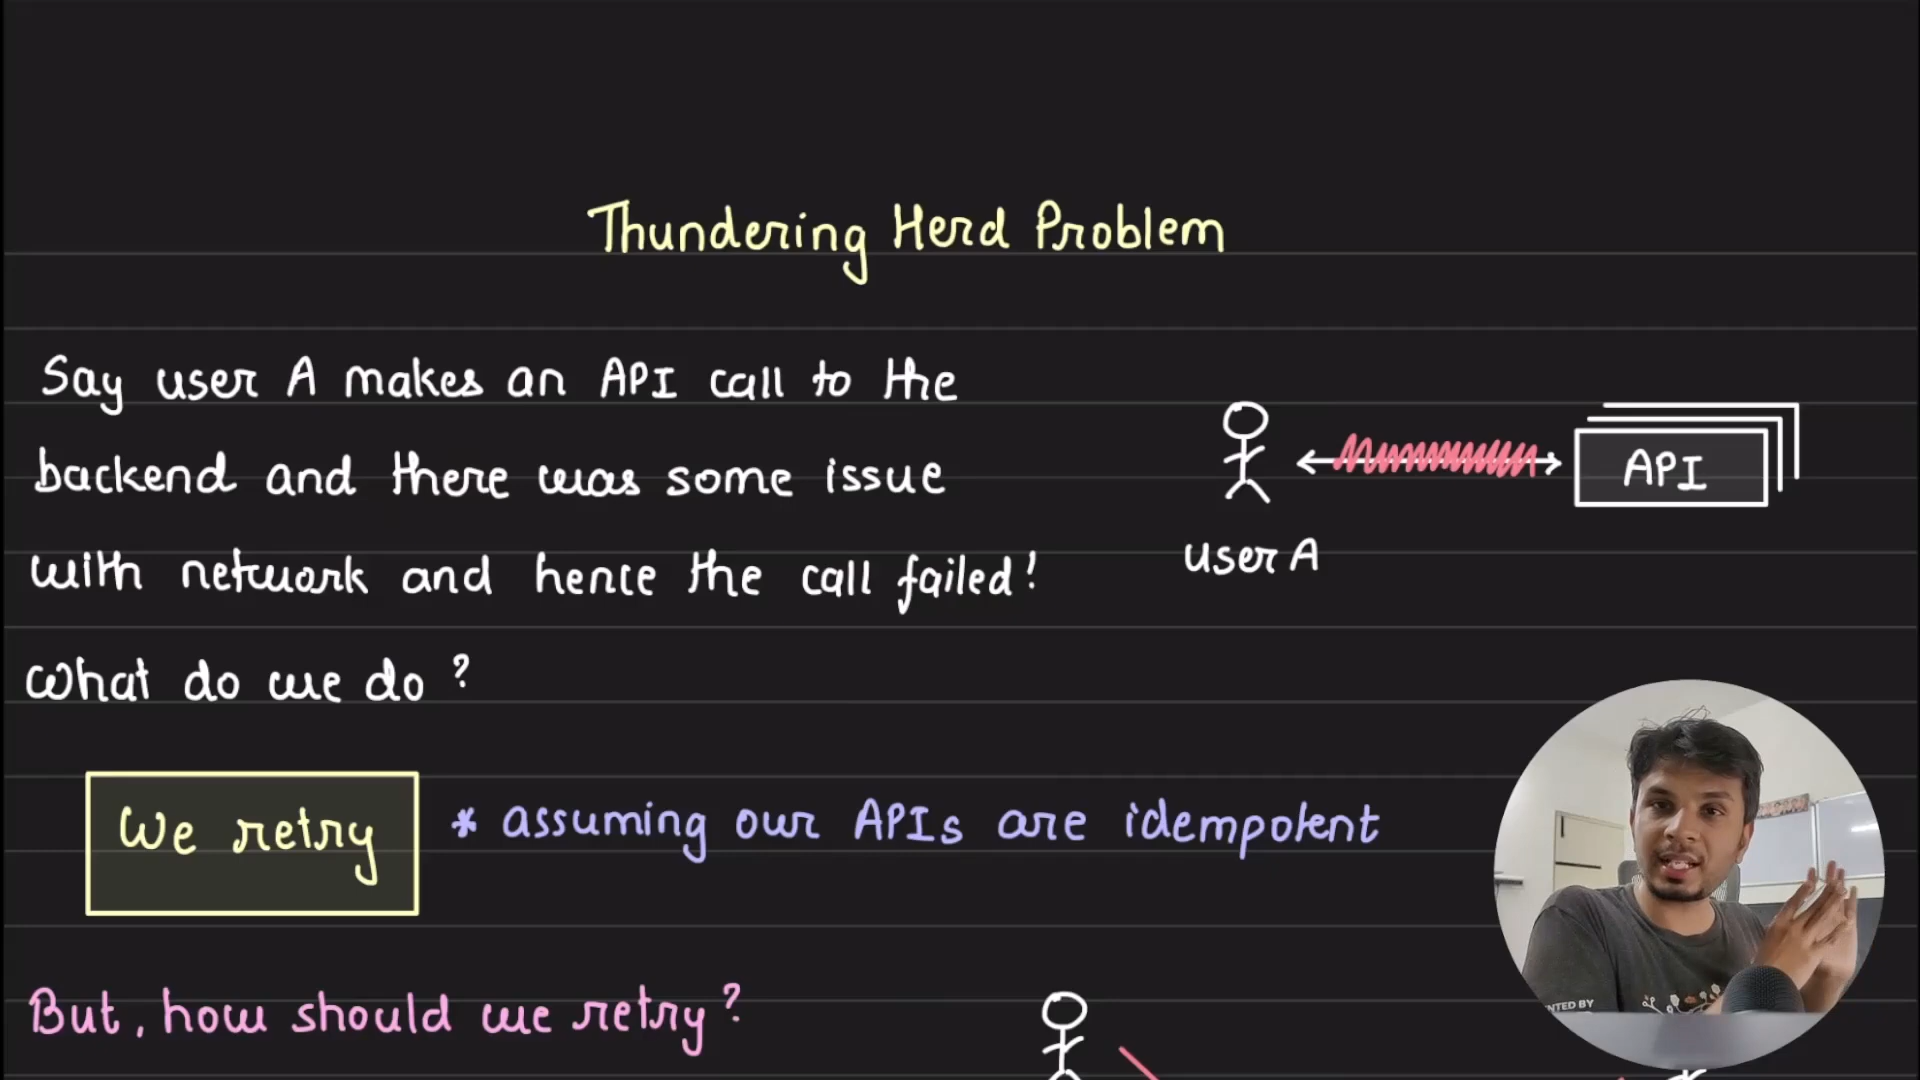 Thundering Herd Problem
Say user A makes an API call to the
backend and there was some issue
with network and hence the call failed!
What do we do?
API
user A
We retry
* assuming our APIs are idempotent
But, how should we retry?
NTED BY